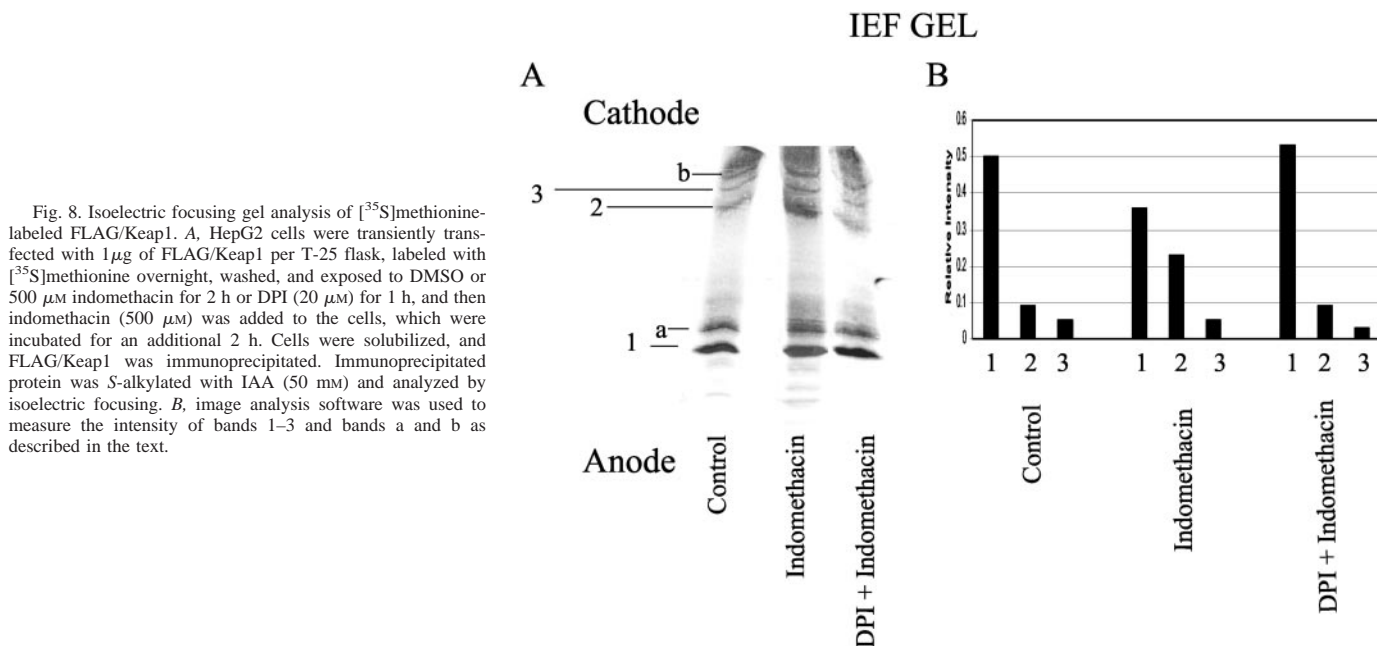 Fig. 8. Isoelectric focusing gel analysis of [³⁵S]methionine-
labeled FLAG/Keap1. A, HepG2 cells were transiently trans-
fected with 1μg of FLAG/Keap1 per T-25 flask, labeled with
[³⁵S]methionine overnight, washed, and exposed to DMSO or
500 μM indomethacin for 2 h or DPI (20 μM) for 1 h, and then
indomethacin (500 μM) was added to the cells, which were
incubated for an additional 2 h. Cells were solubilized, and
FLAG/Keap1 was immunoprecipitated. Immunoprecipitated
protein was S-alkylated with IAA (50 mM) and analyzed by
isoelectric focusing. B, image analysis software was used to
measure the intensity of bands 1–3 and bands a and b as
described in the text.
IEF GEL
A
Cathode
b
3
2
a
1
Anode
Control
Indomethacin
DPI + Indomethacin
B
Relative Intensity
0.6
0.5
0.4
0.3
0.2
0.1
0
1 2 3
1 2 3
1 2 3
Control
Indomethacin
DPI + Indomethacin